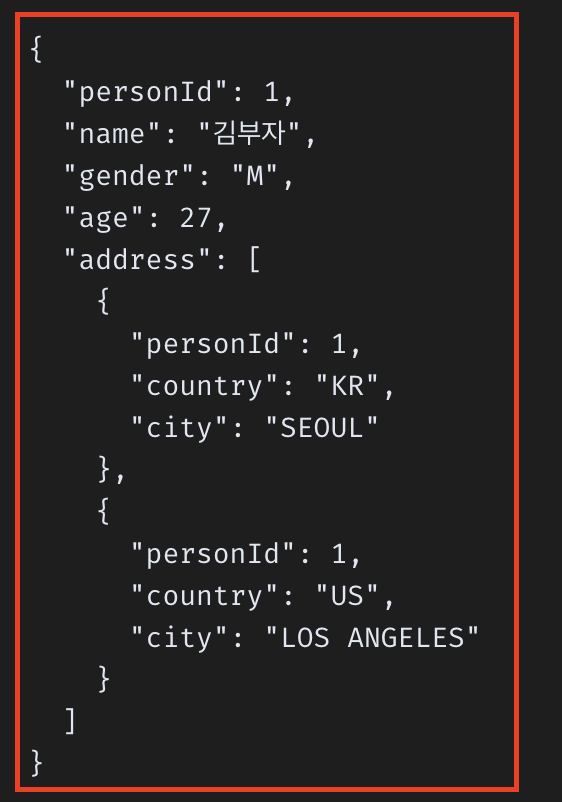 {
  "personId": 1,
  "name": "김부자",
  "gender": "M",
  "age": 27,
  "address": [
    {
      "personId": 1,
      "country": "KR",
      "city": "SEOUL"
    },
    {
      "personId": 1,
      "country": "US",
      "city": "LOS ANGELES"
    }
  ]
}